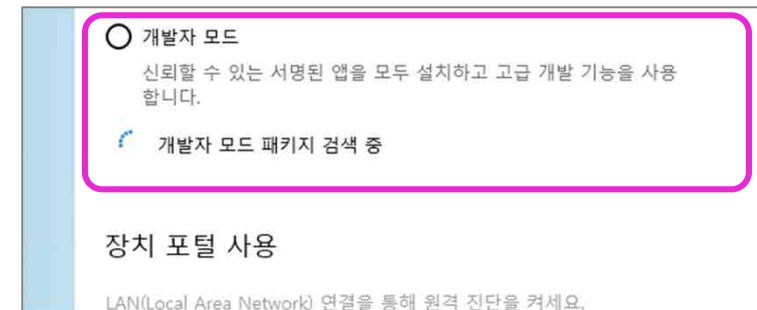 개발자 모드
신뢰할 수 있는 서명된 앱을 모두 설치하고 고급 개발 기능을 사용
합니다.
개발자 모드 패키지 검색 중
장치 포털 사용
LAN(Local Area Network) 연결을 통해 원격 진단을 켜세요.